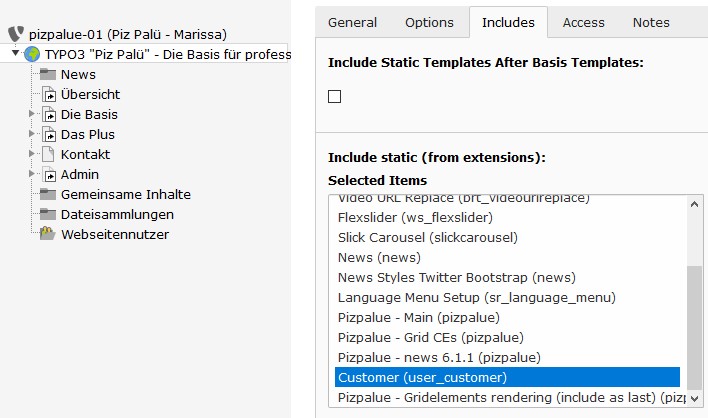 pizpalue-01 (Piz Palü - Marissa)
TYPO3 "Piz Palü" - Die Basis für profess
News
Übersicht
Die Basis
Das Plus
Kontakt
Admin
Gemeinsame Inhalte
Dateisammlungen
Webseitennutzer
General Options Includes Access Notes
Include Static Templates After Basis Templates:
Include static (from extensions):
Selected Items
Video URL Replace (brt_videourlreplace)
Flexslider (ws_flexslider)
Slick Carousel (slickcarousel)
News (news)
News Styles Twitter Bootstrap (news)
Language Menu Setup (sr_language_menu)
Pizpalue - Main (pizpalue)
Pizpalue - Grid CEs (pizpalue)
Pizpalue - news 6.1.1 (pizpalue)
Customer (user_customer)
Pizpalue - Gridelements rendering (include as last) (pizp